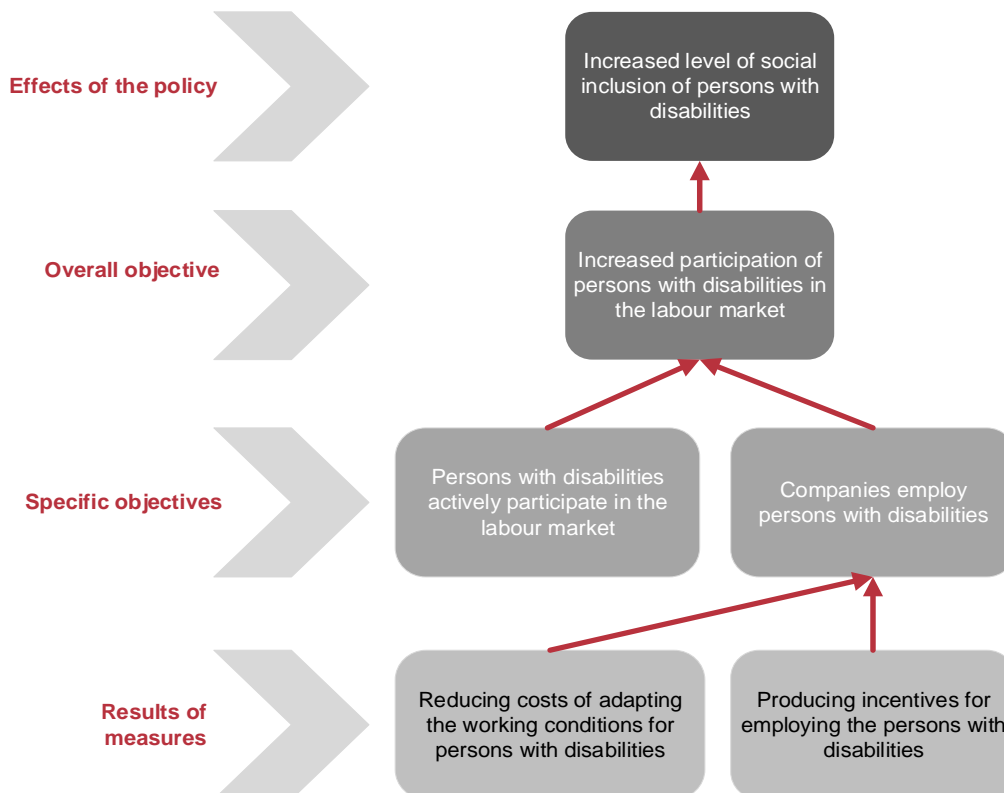 Effects of the policy
Increased level of social
inclusion of persons with
disabilities
Overall objective
Increased participation of
persons with disabilities in
the labour market
Specific objectives
Persons with disabilities
actively participate in the
labour market
Companies employ
persons with disabilities
Results of
measures
Reducing costs of adapting
the working conditions for
persons with disabilities
Producing incentives for
employing the persons with
disabilities